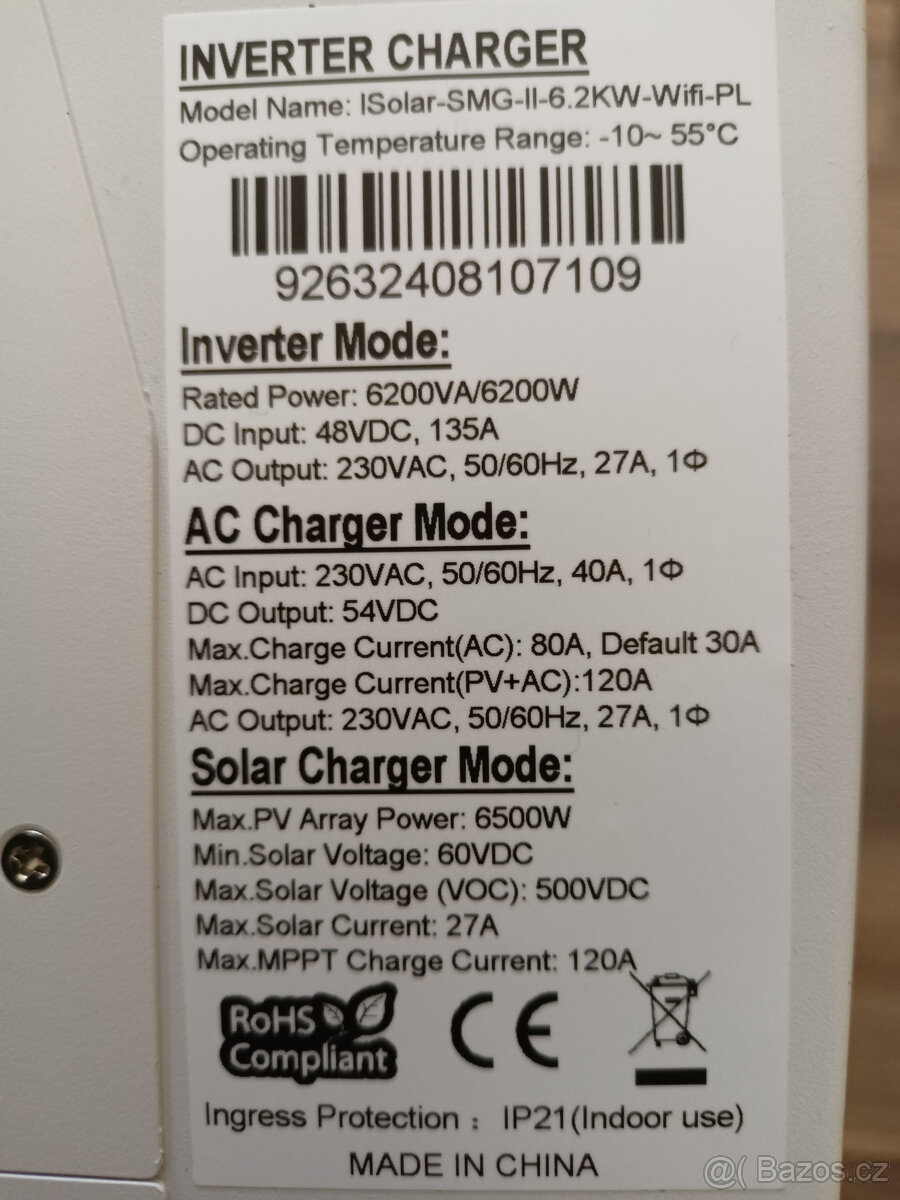 INVERTER CHARGER
Model Name: ISolar-SMG-II-6.2KW-Wifi-PL
Operating Temperature Range: -10~ 55°C
92632408107109
Inverter Mode:
Rated Power: 6200VA/6200W
DC Input: 48VDC, 135A
AC Output: 230VAC, 50/60Hz, 27A, 1Φ
AC Charger Mode:
AC Input: 230VAC, 50/60Hz, 40A, 1Φ
DC Output: 54VDC
Max.Charge Current(AC): 80A, Default 30A
Max.Charge Current(PV+AC):120A
AC Output: 230VAC, 50/60Hz, 27A, 1Φ
Solar Charger Mode:
Max.PV Array Power: 6500W
Min.Solar Voltage: 60VDC
Max.Solar Voltage (VOC): 500VDC
Max.Solar Current: 27A
Max.MPPT Charge Current: 120A
RoHS
Compliant
CE
Ingress Protection : IP21(Indoor use)
MADE IN CHINA
@( Bazos.cz